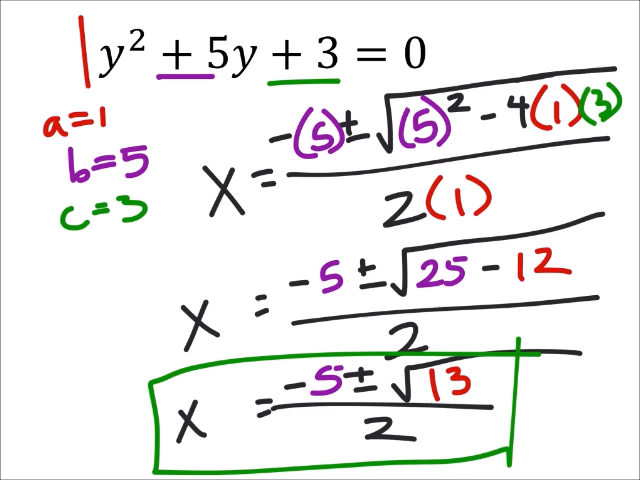 1y² + 5y + 3 = 0
a=1
b=5
c=3
x = -(5)±√(5)²-4(1)(3) / 2(1)
x = -5±√25-12 / 2
x = -5±√13 / 2